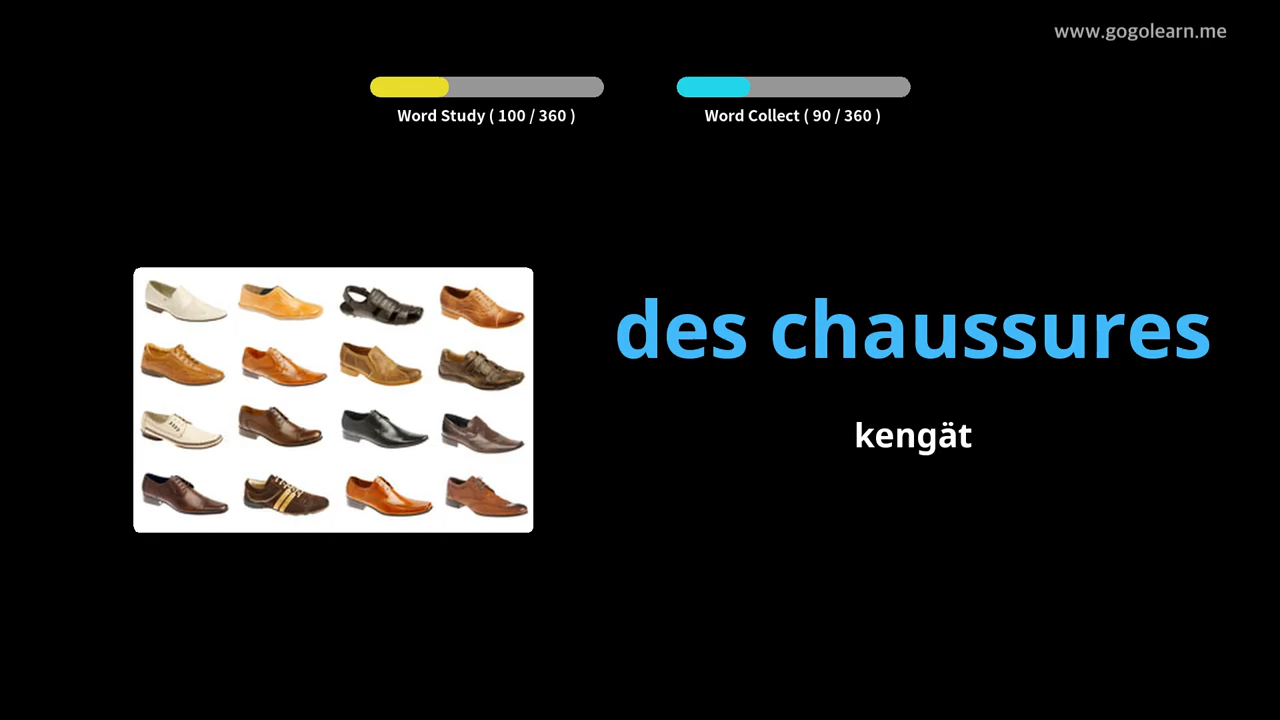 www.gogolearn.me
Word Study ( 100 / 360 )
Word Collect ( 90 / 360 )
des chaussures
kengät